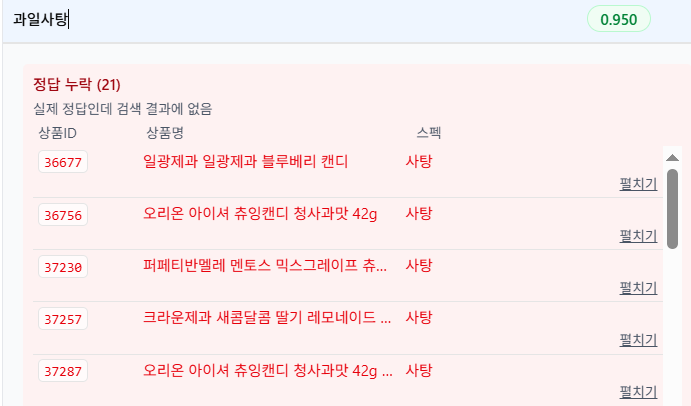 과일사탕 0.950
정답 누락 (21)
실제 정답인데 검색 결과에 없음
상품ID 상품명 스펙
36677 일광제과 일광제과 블루베리 캔디 사탕
펼치기
36756 오리온 아이셔 츄잉캔디 청사과맛 42g 사탕
펼치기
37230 퍼페티반멜레 멘토스 믹스그레이프 츄... 사탕
펼치기
37257 크라운제과 새콤달콤 딸기 레모네이드 ... 사탕
펼치기
37287 오리온 아이셔 츄잉캔디 청사과맛 42g ... 사탕
펼치기